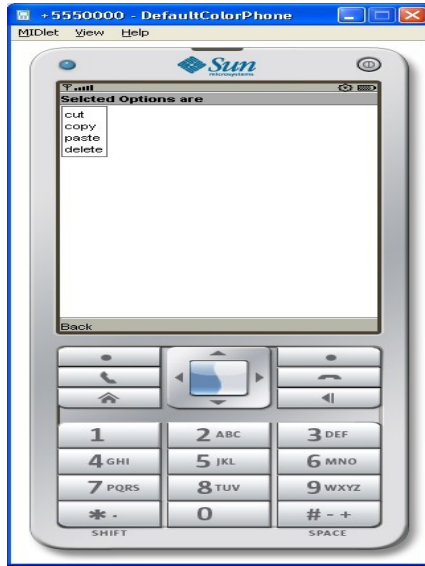 +5550000 - DefaultColorPhone
MIDlet View Help
Sun
microsystems
Selcted Options are
cut
copy
paste
delete
Back
1 2 ABC 3 DEF
4 GHI 5 JKL 6 MNO
7 PQRS 8 TUV 9 WXYZ
* . 0 # - +
SHIFT SPACE